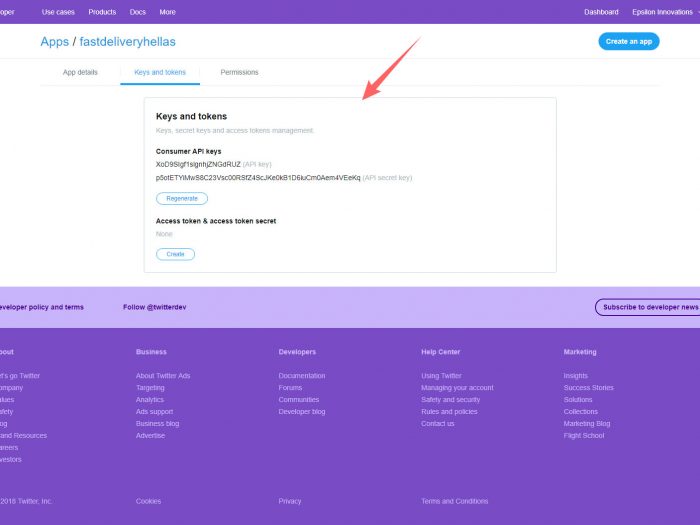 oper Use cases Products Docs More Dashboard Epsilon Innovations
Apps / fastdeliveryhellas Create an app
App details Keys and tokens Permissions
Keys and tokens
Keys, secret keys and access tokens management.
Consumer API keys
(API key)
(API secret key)
Regenerate
Access token & access token secret
None
Create
eveloper policy and terms Follow @twitterdev Subscribe to developer news
bout Business Developers Help Center Marketing
et's go Twitter About Twitter Ads Documentation Using Twitter Insights
ompany Targeting Forums Managing your account Success Stories
alues Analytics Communities Safety and security Solutions
afety Ads support Developer blog Rules and policies Collections
log Business blog Contact us Marketing Blog
rand Resources Advertise Flight School
areers
nvestors
2018 Twitter, Inc. Cookies Privacy Terms and Conditions